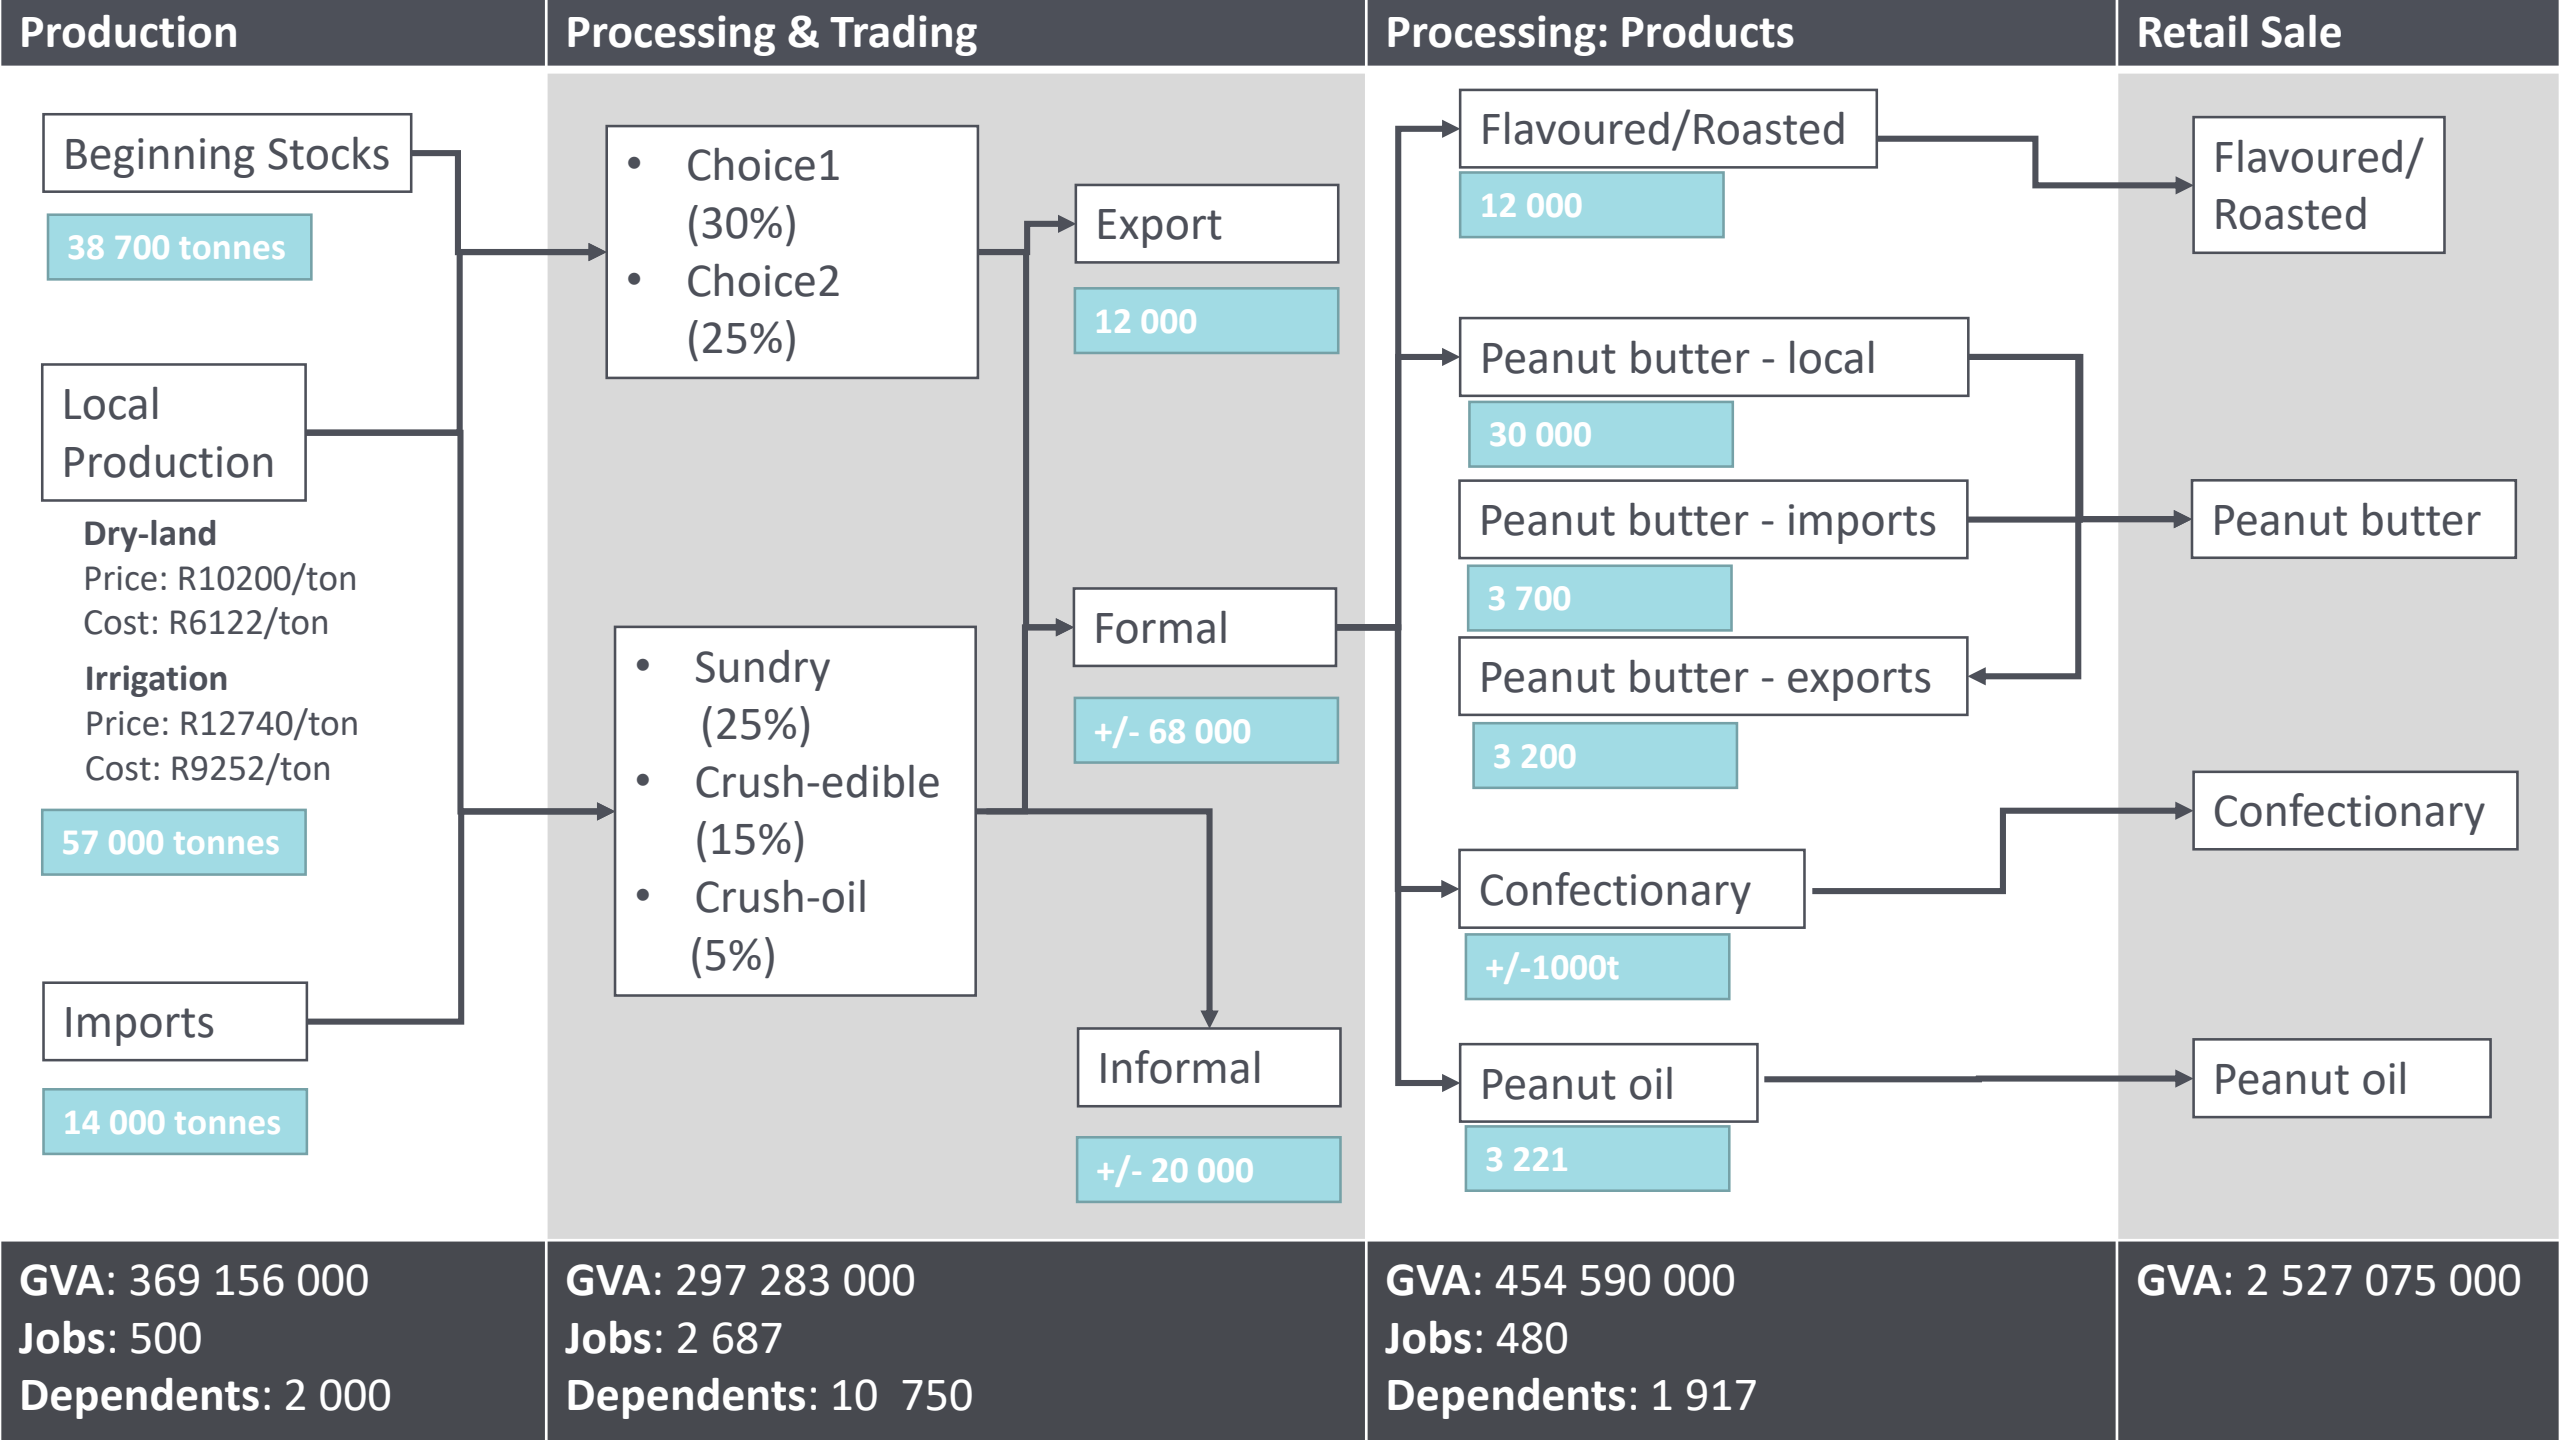 Production
Processing & Trading
Processing: Products
Retail Sale
Beginning Stocks
38 700 tonnes
Local
Production
Dry-land
Price: R10200/ton
Cost: R6122/ton
Irrigation
Price: R12740/ton
Cost: R9252/ton
57 000 tonnes
Imports
14 000 tonnes
• Choice1
(30%)
• Choice2
(25%)
• Sundry
(25%)
• Crush-edible
(15%)
• Crush-oil
(5%)
Export
12 000
Formal
+/- 68 000
Informal
+/- 20 000
Flavoured/Roasted
12 000
Peanut butter - local
30 000
Peanut butter - imports
3 700
Peanut butter - exports
3 200
Confectionary
+/-1000t
Peanut oil
3 221
Flavoured/
Roasted
Peanut butter
Confectionary
Peanut oil
GVA: 369 156 000
Jobs: 500
Dependents: 2 000
GVA: 297 283 000
Jobs: 2 687
Dependents: 10  750
GVA: 454 590 000
Jobs: 480
Dependents: 1 917
GVA: 2 527 075 000